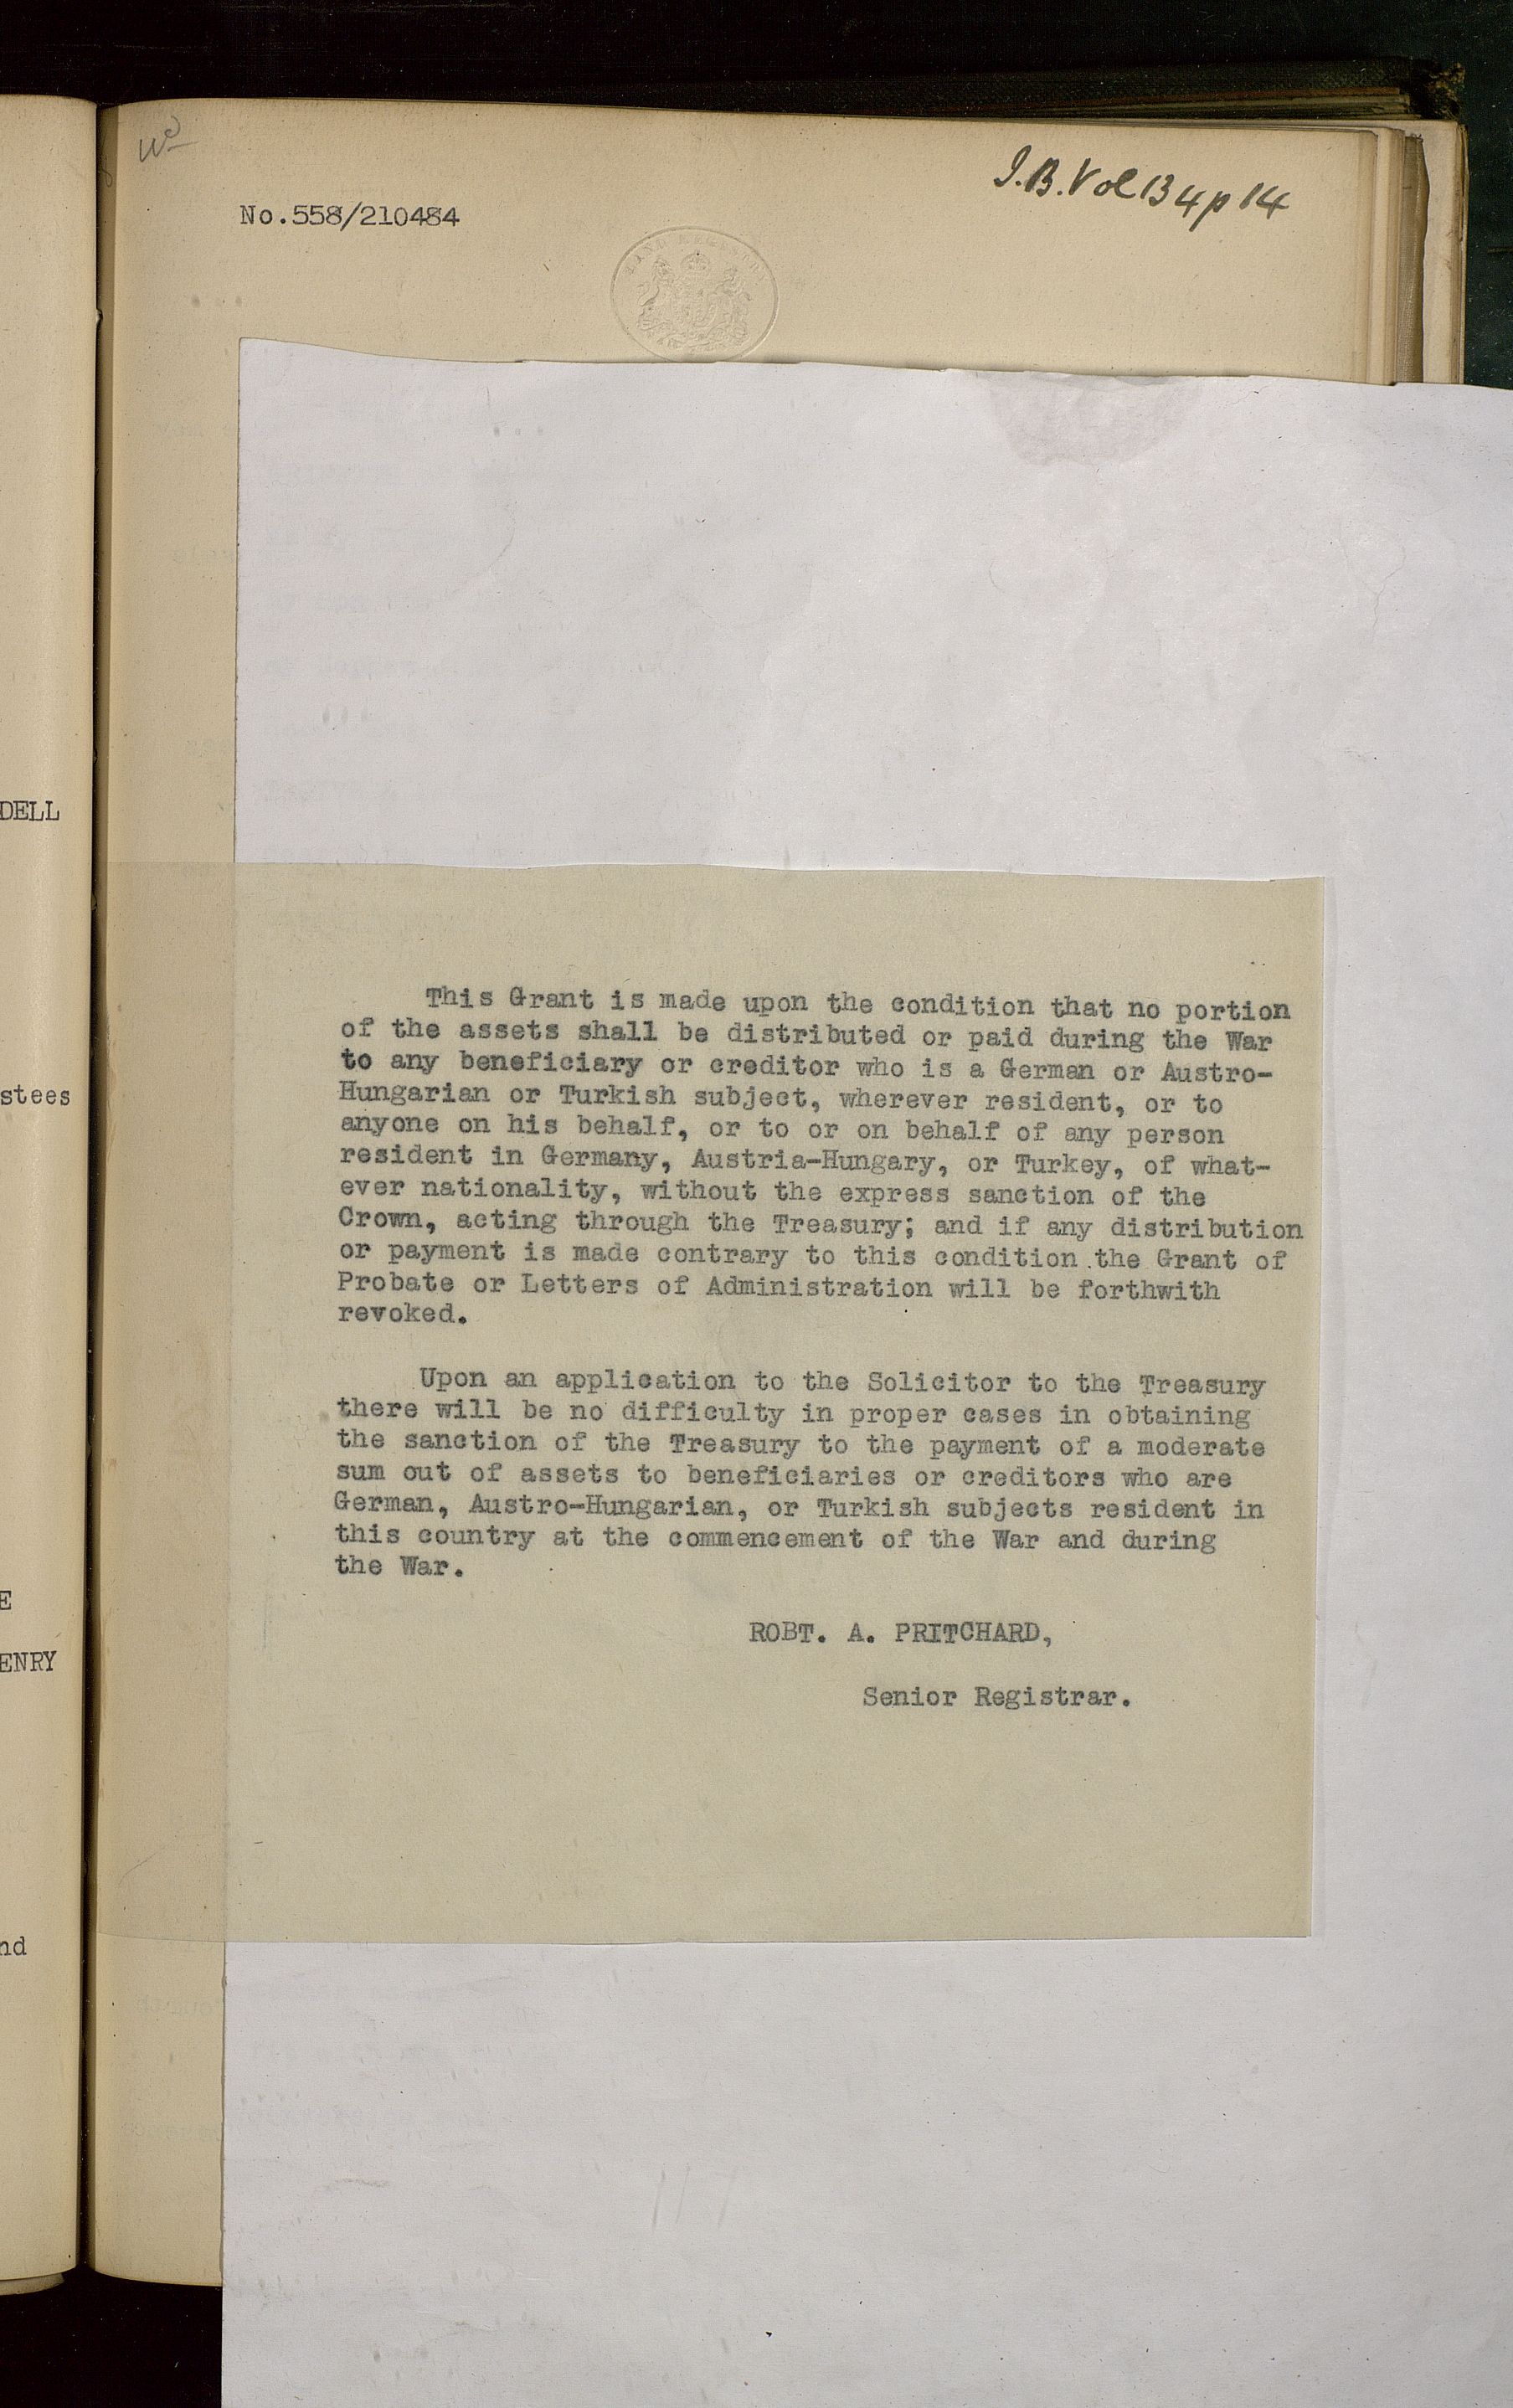 I.B. Vol 134 p 14
No.558/210484
LAND REGISTRY
DELL
stees
E
ENRY
nd
This Grant is made upon the condition that no portion
of the assets shall be distributed or paid during the War
to any beneficiary or creditor who is a German or Austro-
Hungarian or Turkish subject, wherever resident, or to
anyone on his behalf, or to or on behalf of any person
resident in Germany, Austria-Hungary, or Turkey, of what-
ever nationality, without the express sanction of the
Crown, acting through the Treasury; and if any distribution
or payment is made contrary to this condition the Grant of
Probate or Letters of Administration will be forthwith
revoked.
Upon an application to the Solicitor to the Treasury
there will be no difficulty in proper cases in obtaining
the sanction of the Treasury to the payment of a moderate
sum out of assets to beneficiaries or creditors who are
German, Austro-Hungarian, or Turkish subjects resident in
this country at the commencement of the War and during
the War.
ROBT. A. PRITCHARD,
Senior Registrar.